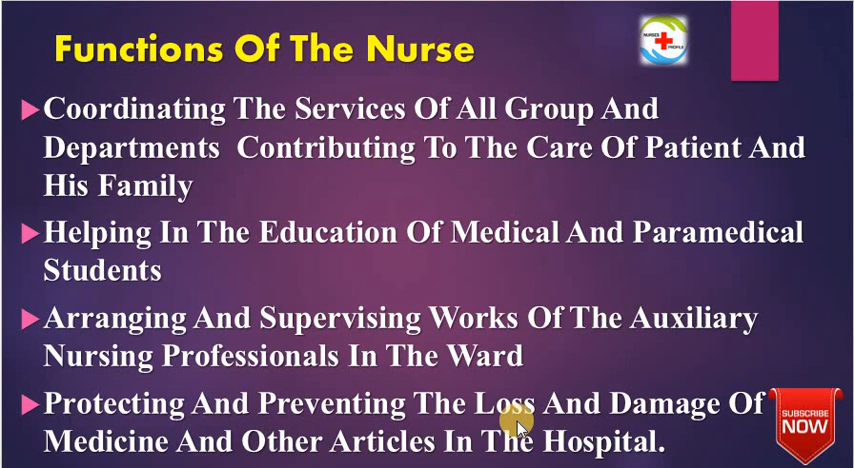 Functions Of The Nurse
NURSES
PROFILE
Coordinating The Services Of All Group And
Departments Contributing To The Care Of Patient And
His Family
Helping In The Education Of Medical And Paramedical
Students
Arranging And Supervising Works Of The Auxiliary
Nursing Professionals In The Ward
Protecting And Preventing The Loss And Damage Of
Medicine And Other Articles In The Hospital.
SUBSCRIBE
NOW